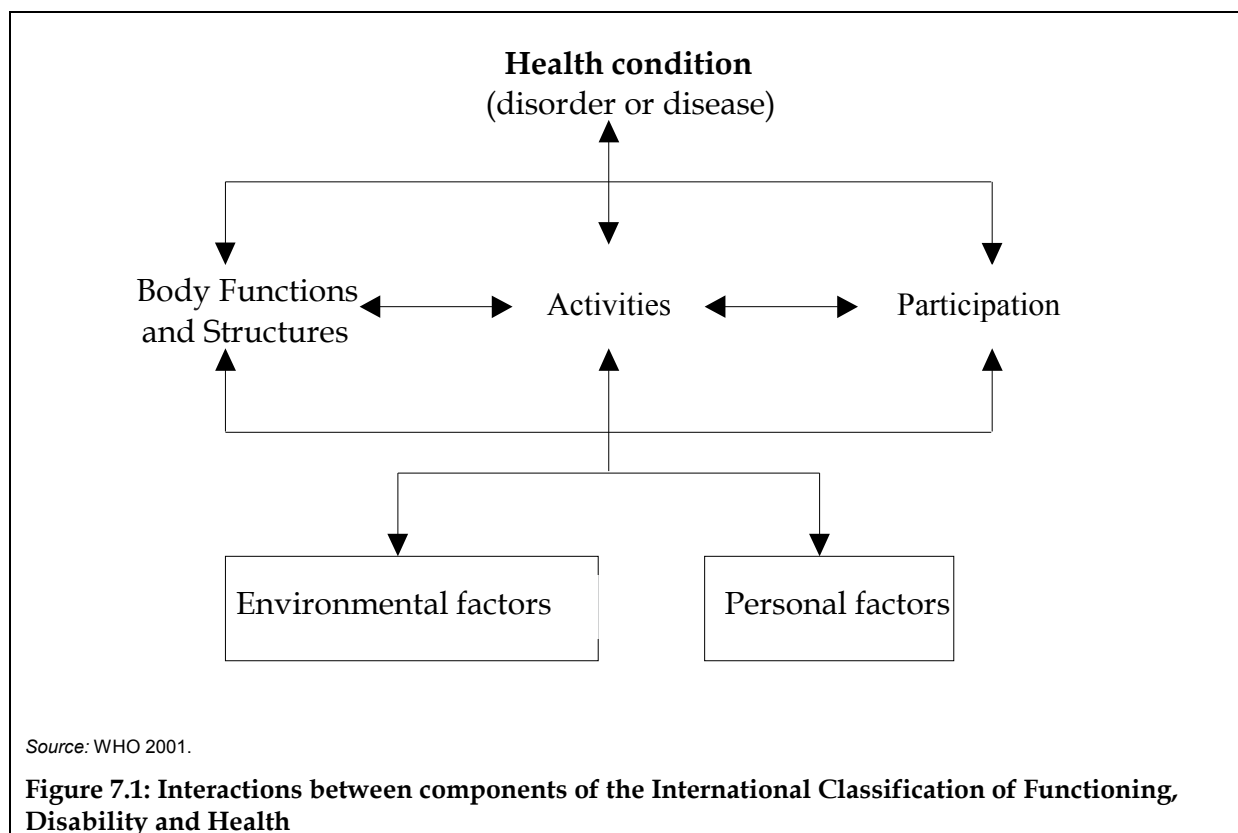 Health condition
(disorder or disease)
Body Functions
and Structures
Activities
Participation
Environmental factors
Personal factors
Source: WHO 2001.
Figure 7.1: Interactions between components of the International Classification of Functioning,
Disability and Health